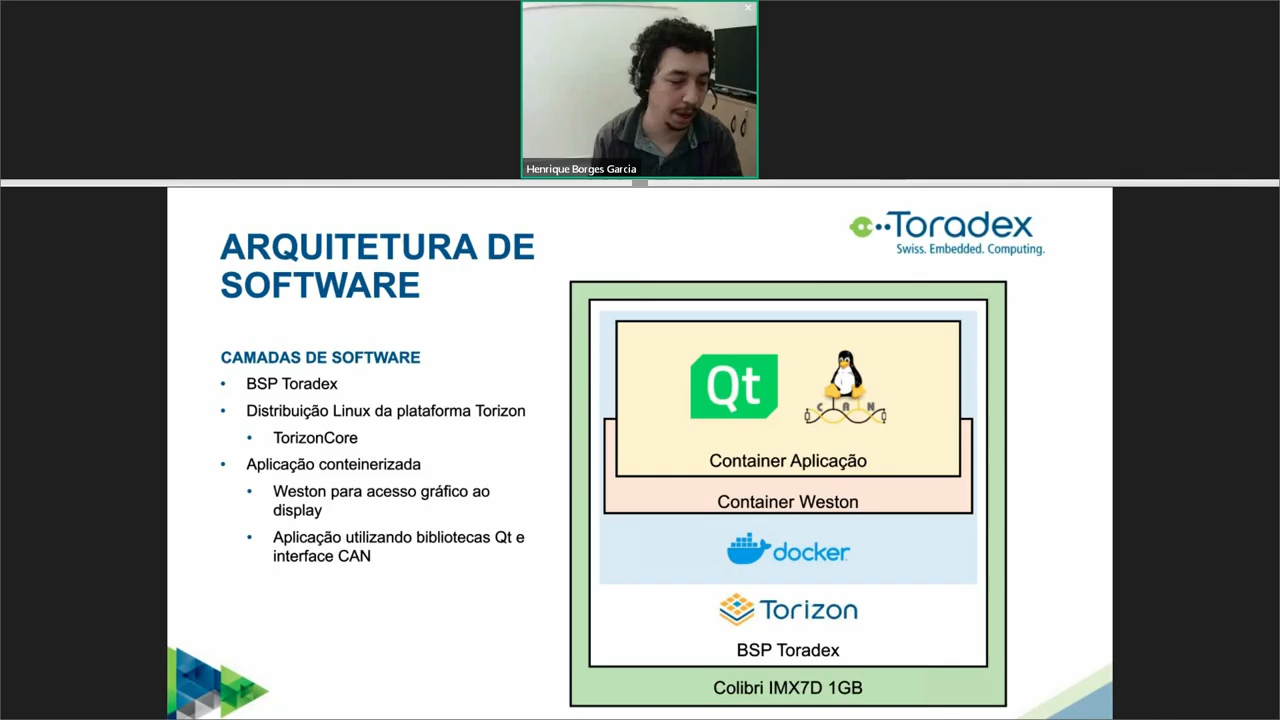 Henrique Borges Garcia
Toradex
Swiss. Embedded. Computing.
ARQUITETURA DE
SOFTWARE
CAMADAS DE SOFTWARE
• BSP Toradex
• Distribuição Linux da plataforma Torizon
• TorizonCore
• Aplicação conteinerizada
• Weston para acesso gráfico ao
display
• Aplicação utilizando bibliotecas Qt e
interface CAN
Qt
CAN
Container Aplicação
Container Weston
docker
Torizon
BSP Toradex
Colibri IMX7D 1GB